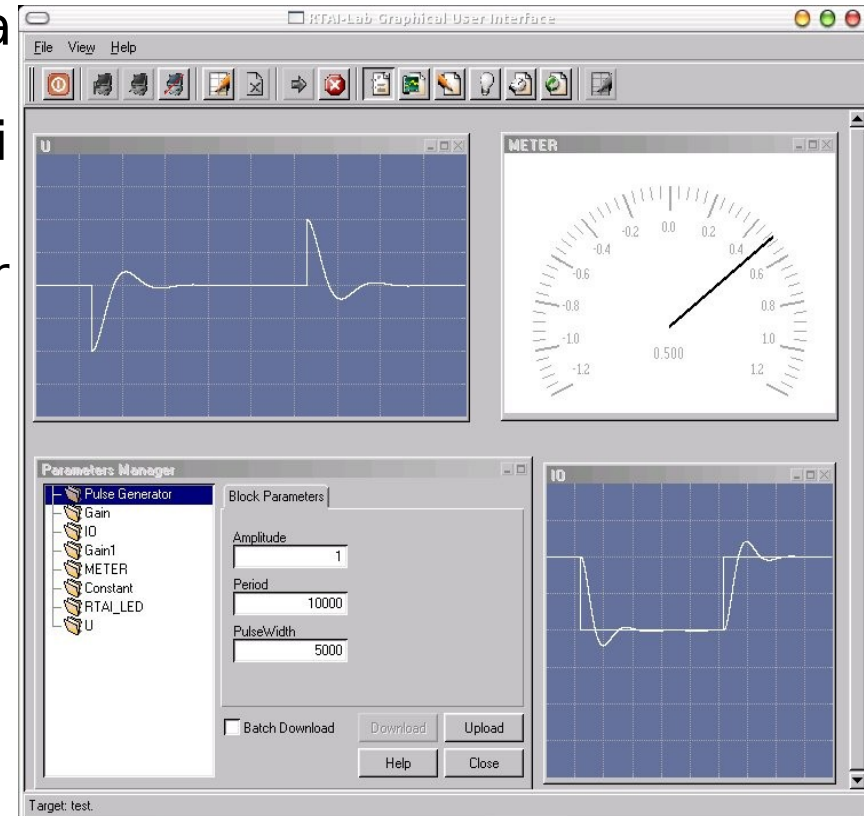 a
i
r
RTAI-Lab Graphical User Interface
File View Help
U
METER
-1.2
-1.0
-0.8
-0.6
-0.4
-0.2
0.0
0.2
0.4
0.6
0.8
1.0
1.2
0.500
Parameters Manager
Pulse Generator
Gain
IO
Gain1
METER
Constant
RTAI_LED
U
Block Parameters
Amplitude
1
Period
10000
PulseWidth
5000
Batch Download
Download
Upload
Help
Close
IO
Target: test.